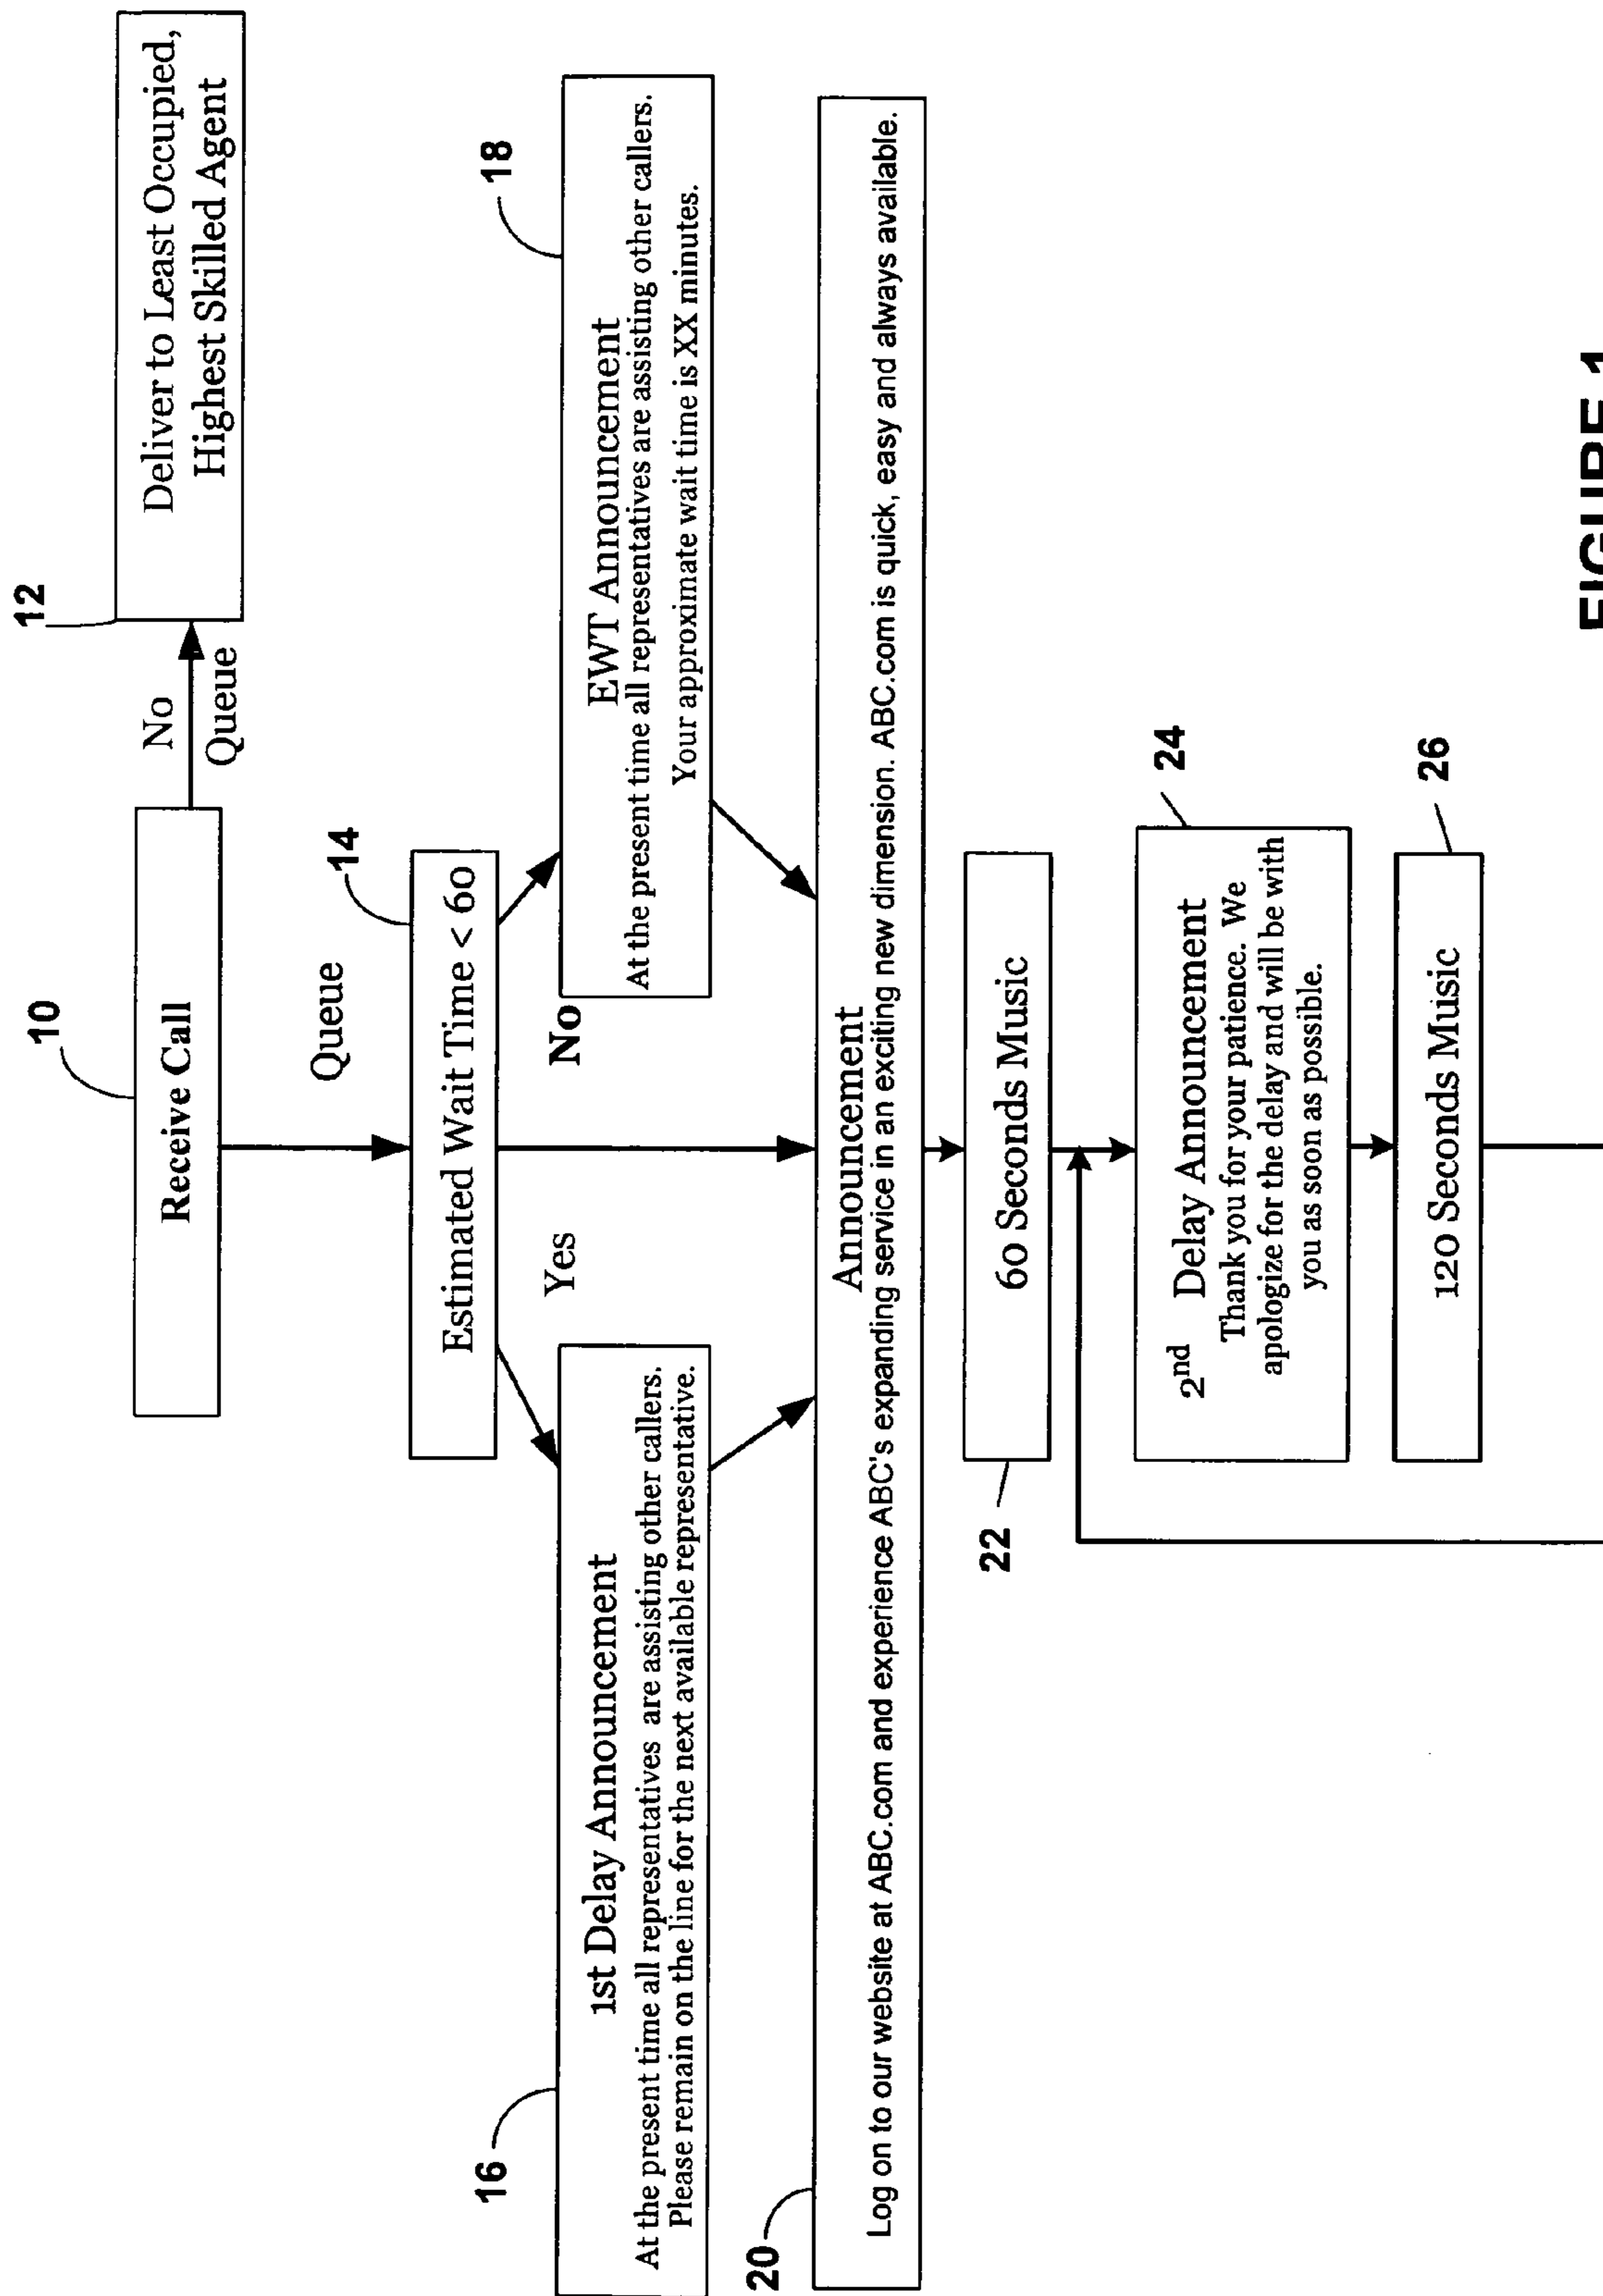 10
Receive Call
No
Queue
12
Deliver to Least Occupied,
Highest Skilled Agent
Queue
14
Estimated Wait Time < 60
Yes
No
16
1st Delay Announcement
At the present time all representatives are assisting other callers.
Please remain on the line for the next available representative.
18
EWT Announcement
At the present time all representatives are assisting other callers.
Your approximate wait time is XX minutes.
20
Announcement
Log on to our website at ABC.com and experience ABC's expanding service in an exciting new dimension. ABC.com is quick, easy and always available.
22
60 Seconds Music
24
2nd Delay Announcement
Thank you for your patience. We
apologize for the delay and will be with
you as soon as possible.
26
120 Seconds Music
FIGURE 1